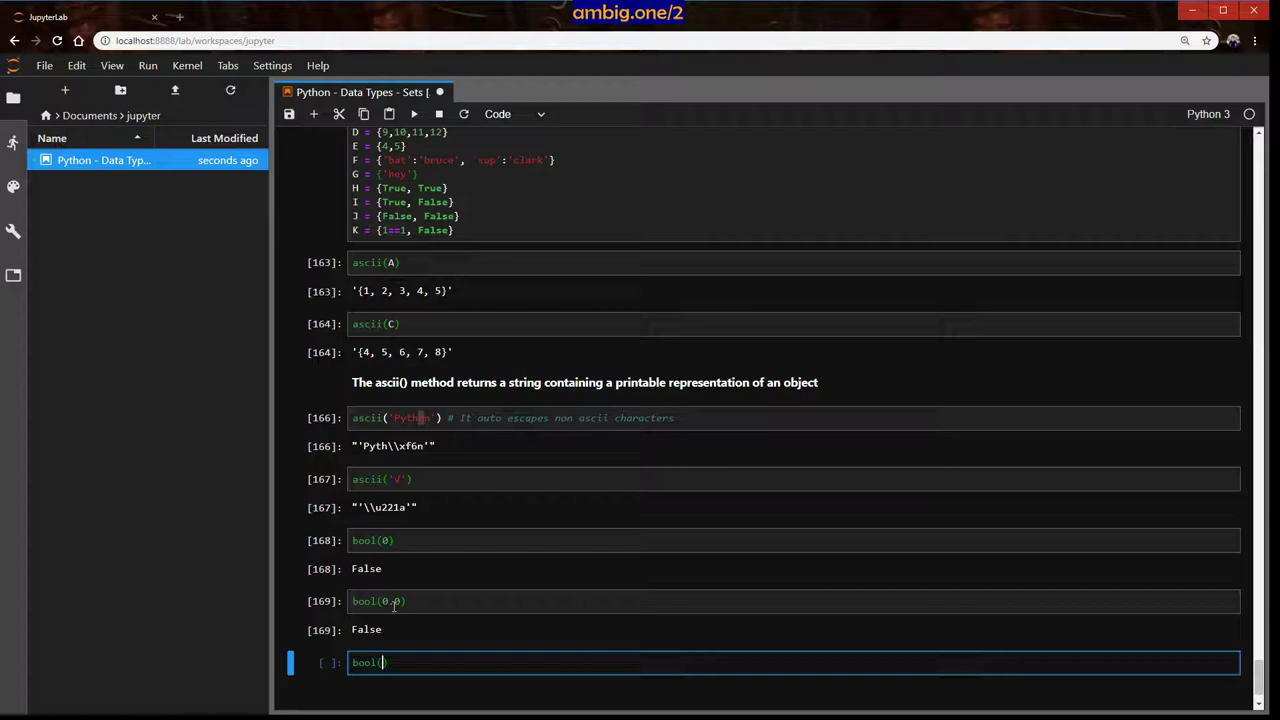 JupyterLab
ambig.one/2
localhost:8888/lab/workspaces/jupyter
File Edit View Run Kernel Tabs Settings Help
Python - Data Types - Sets [
Code
Python 3
Documents jupyter
Name Last Modified
Python - Data Typ... seconds ago
D = {9,10,11,12}
E = {4,5}
F = {'bat':'bruce', 'sup':'clark'}
G = {'hey'}
H = {True, True}
I = {True, False}
J = {False, False}
K = {1==1, False}
[163]: ascii(A)
[163]: '{1, 2, 3, 4, 5}'
[164]: ascii(C)
[164]: '{4, 5, 6, 7, 8}'
The ascii() method returns a string containing a printable representation of an object
[166]: ascii('Pythön') # It auto escapes non ascii characters
[166]: "'Pyth\\xf6n'"
[167]: ascii('√')
[167]: "'\\u221a'"
[168]: bool(0)
[168]: False
[169]: bool(0.0)
[169]: False
[ ]: bool()